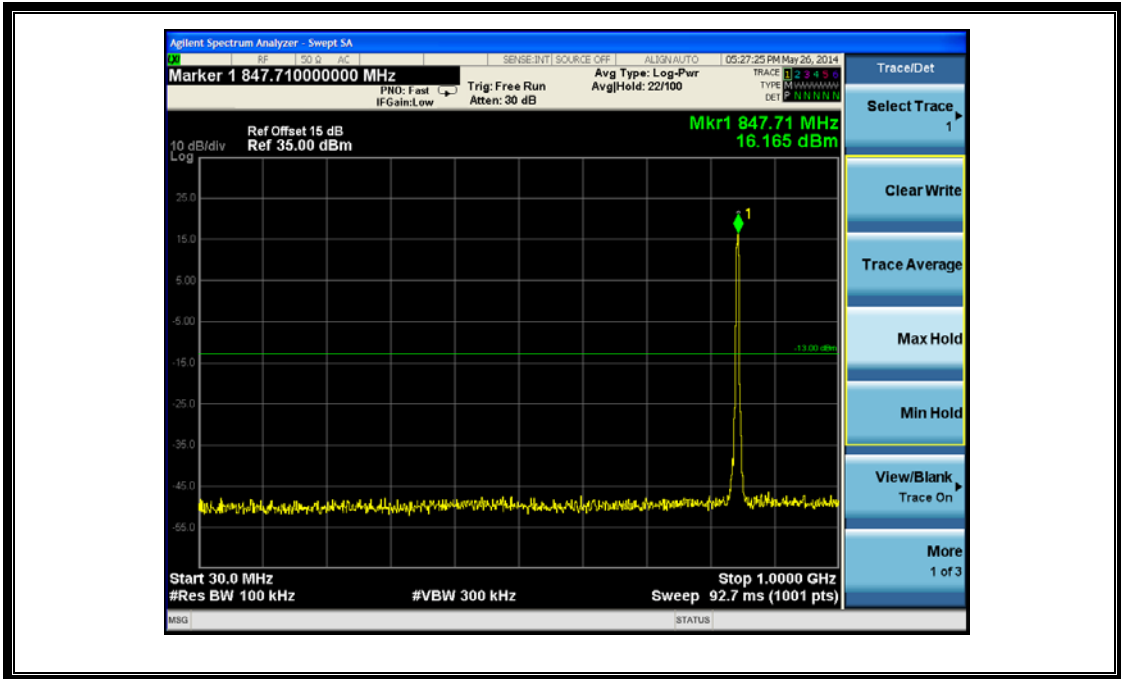 Agilent Spectrum Analyzer - Swept SA
LXI RF 50 Ω AC SENSE:INT SOURCE OFF ALIGNAUTO 05:27:25 PM May 26, 2014
Marker 1 847.710000000 MHz
PNO: Fast
IFGain:Low
Trig: Free Run
Atten: 30 dB
Avg Type: Log-Pwr
Avg|Hold: 22/100
TRACE 1 2 3 4 5 6
TYPE M
DET P N N N N N
Mkr1 847.71 MHz
16.165 dBm
Ref Offset 15 dB
10 dB/div Ref 35.00 dBm
Log
25.0
1
15.0
5.00
-5.00
-13.00 dBm
-15.0
-25.0
-35.0
-45.0
-55.0
Start 30.0 MHz Stop 1.0000 GHz
#Res BW 100 kHz #VBW 300 kHz Sweep 92.7 ms (1001 pts)
MSG STATUS
Trace/Det
Select Trace
1
Clear Write
Trace Average
Max Hold
Min Hold
View/Blank
Trace On
More
1 of 3